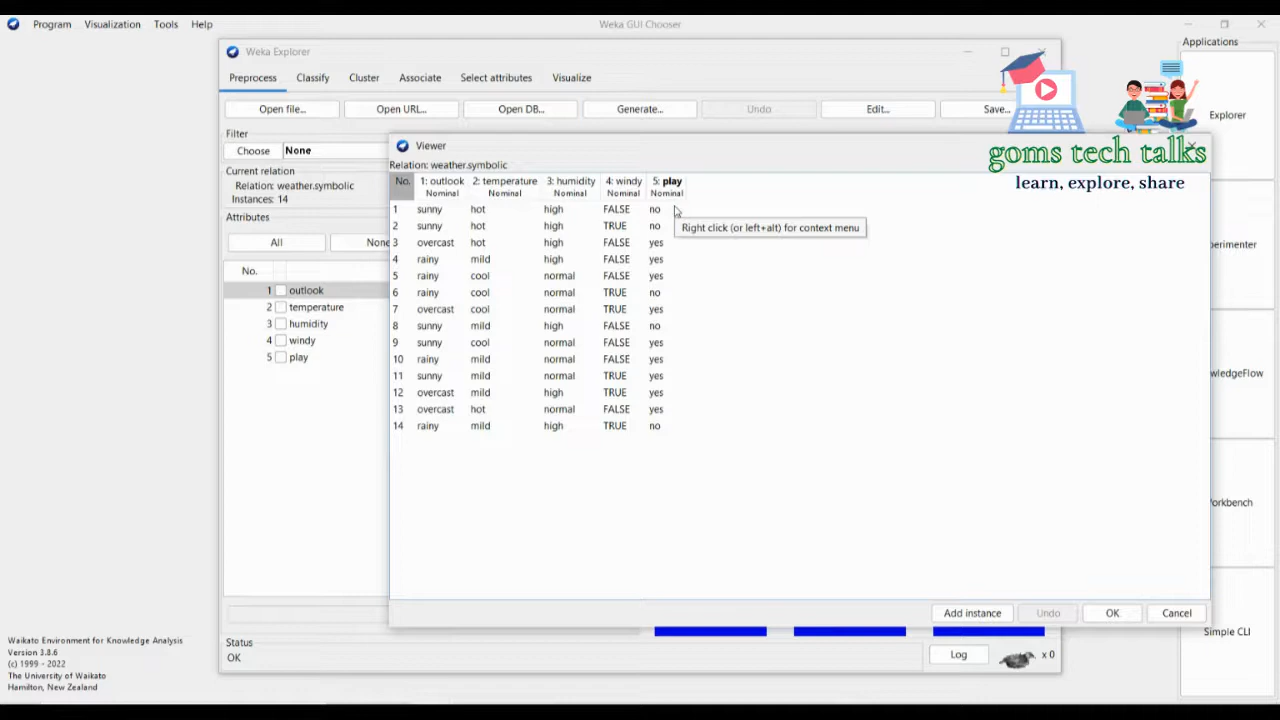 Program Visualization Tools Help
Weka GUI Chooser
Applications
Weka Explorer
Preprocess Classify Cluster Associate Select attributes Visualize
Open file... Open URL... Open DB... Generate... Undo Edit... Save...
Explorer
Filter
Choose None
Viewer
goms tech talks
learn, explore, share
Current relation
Relation: weather.symbolic
Instances: 14
Attributes
All None
No.
1 outlook
2 temperature
3 humidity
4 windy
5 play
Relation: weather.symbolic
No. 1: outlook 2: temperature 3: humidity 4: windy 5: play
Nominal Nominal Nominal Nominal Nominal
1 sunny hot high FALSE no
Right click (or left+alt) for context menu
2 sunny hot high TRUE no
3 overcast hot high FALSE yes
4 rainy mild high FALSE yes
5 rainy cool normal FALSE yes
6 rainy cool normal TRUE no
7 overcast cool normal TRUE yes
8 sunny mild high FALSE no
9 sunny cool normal FALSE yes
10 rainy mild normal FALSE yes
11 sunny mild normal TRUE yes
12 overcast mild high TRUE yes
13 overcast hot normal FALSE yes
14 rainy mild high TRUE no
Add instance Undo OK Cancel
erimenter
wledgeFlow
orkbench
Simple CLI
Status
OK
Log x 0
Waikato Environment for Knowledge Analysis
Version 3.8.6
(c) 1999 - 2022
The University of Waikato
Hamilton, New Zealand